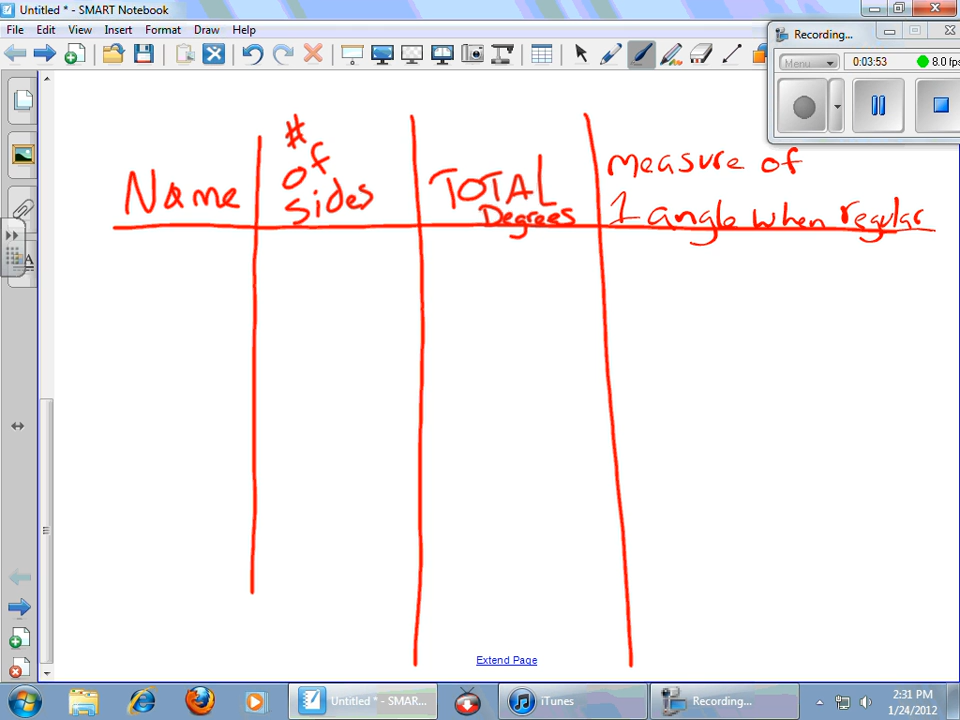 Untitled * - SMART Notebook
File Edit View Insert Format Draw Help
Recording...
Menu 0:03:53 8.0 fps
Name
#
of
sides
TOTAL
Degrees
measure of
1 angle when regular
A
Extend Page
Untitled * - SMAR...
iTunes
Recording...
2:31 PM
1/24/2012